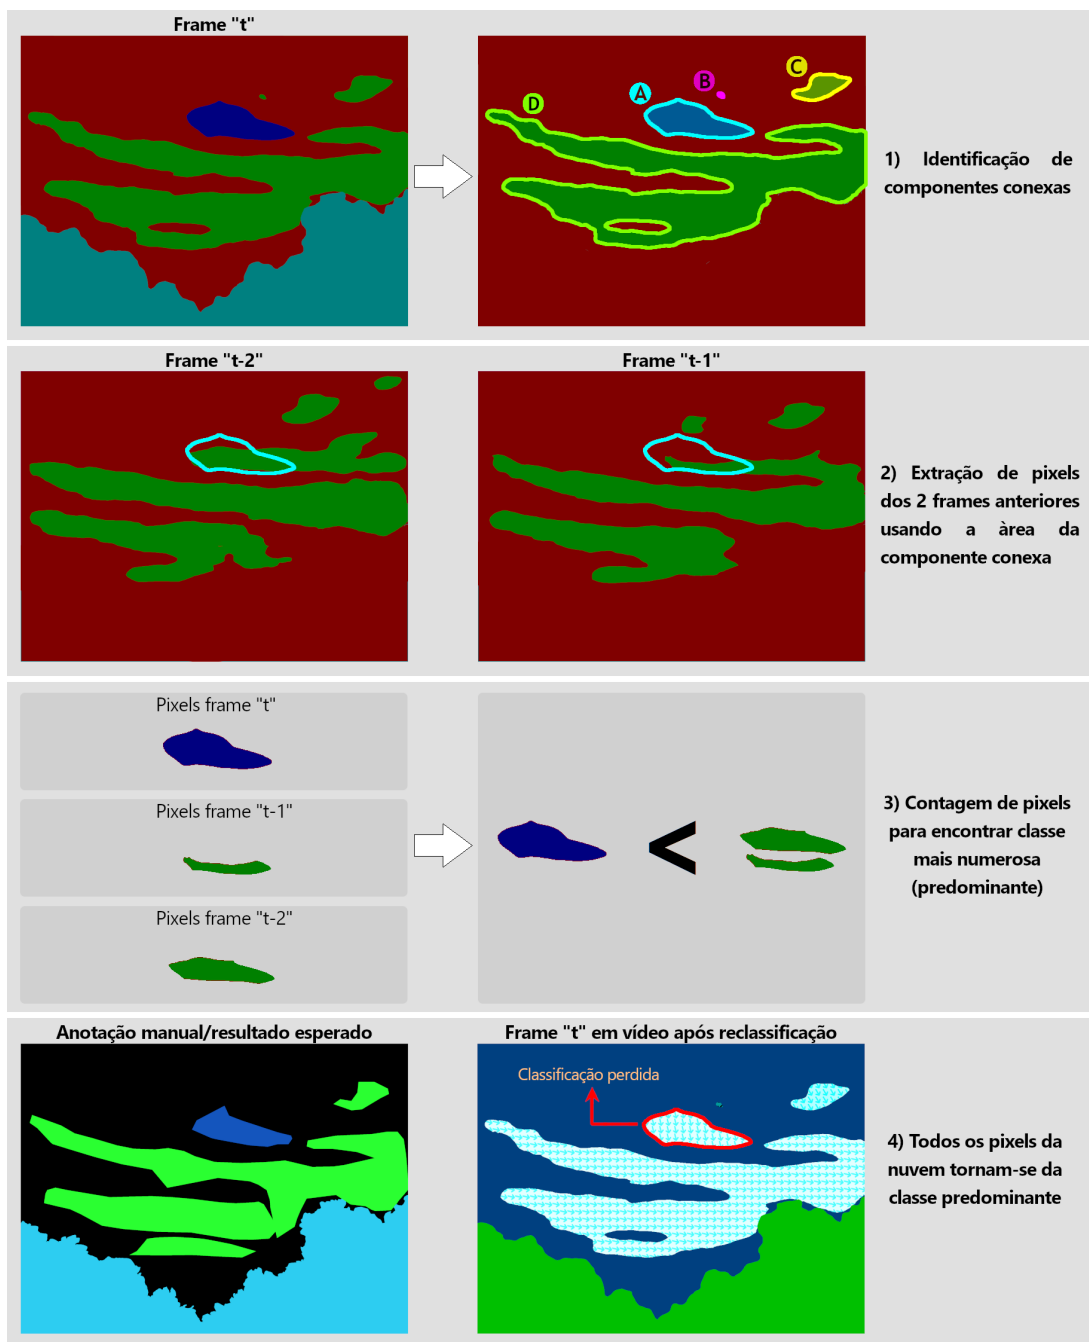 Frame "t"
A
B
C
D
1) Identificação de
componentes conexas
Frame "t-2"
Frame "t-1"
2) Extração de pixels
dos 2 frames anteriores
usando a àrea da
componente conexa
Pixels frame "t"
Pixels frame "t-1"
Pixels frame "t-2"
<
3) Contagem de pixels
para encontrar classe
mais numerosa
(predominante)
Anotação manual/resultado esperado
Frame "t" em vídeo após reclassificação
Classificação perdida
4) Todos os pixels da
nuvem tornam-se da
classe predominante